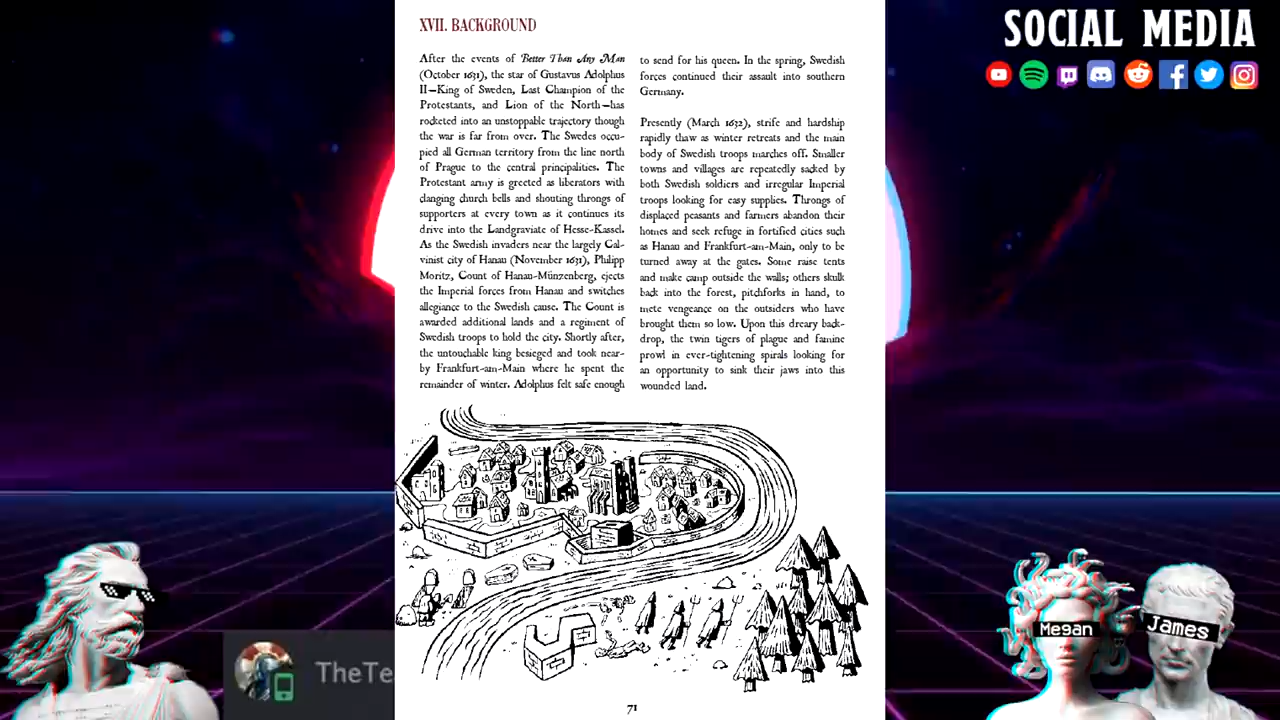 XVII. BACKGROUND
After the events of Better Than Any Man
(October 1631), the star of Gustavus Adolphus
II—King of Sweden, Last Champion of the
Protestants, and Lion of the North—has
rocketed into an unstoppable trajectory though
the war is far from over. The Swedes occu-
pied all German territory from the line north
of Prague to the central principalities. The
Protestant army is greeted as liberators with
clanging church bells and shouting throngs of
supporters at every town as it continues its
drive into the Landgraviate of Hesse-Kassel.
As the Swedish invaders near the largely Cal-
vinist city of Hanau (November 1631), Philipp
Moritz, Count of Hanau-Münzenberg, ejects
the Imperial forces from Hanau and switches
allegiance to the Swedish cause. The Count is
awarded additional lands and a regiment of
Swedish troops to hold the city. Shortly after,
the untouchable king besieged and took near-
by Frankfurt-am-Main where he spent the
remainder of winter. Adolphus felt safe enough
to send for his queen. In the spring, Swedish
forces continued their assault into southern
Germany.
Presently (March 1632), strife and hardship
rapidly thaw as winter retreats and the main
body of Swedish troops marches off. Smaller
towns and villages are repeatedly sacked by
both Swedish soldiers and irregular Imperial
troops looking for easy supplies. Throngs of
displaced peasants and farmers abandon their
homes and seek refuge in fortified cities such
as Hanau and Frankfurt-am-Main, only to be
turned away at the gates. Some raise tents
and make camp outside the walls; others skulk
back into the forest, pitchforks in hand, to
mete vengeance on the outsiders who have
brought them so low. Upon this dreary back-
drop, the twin tigers of plague and famine
prowl in ever-tightening spirals looking for
an opportunity to sink their jaws into this
wounded land.
71
SOCIAL MEDIA
TheTe
Megan
James